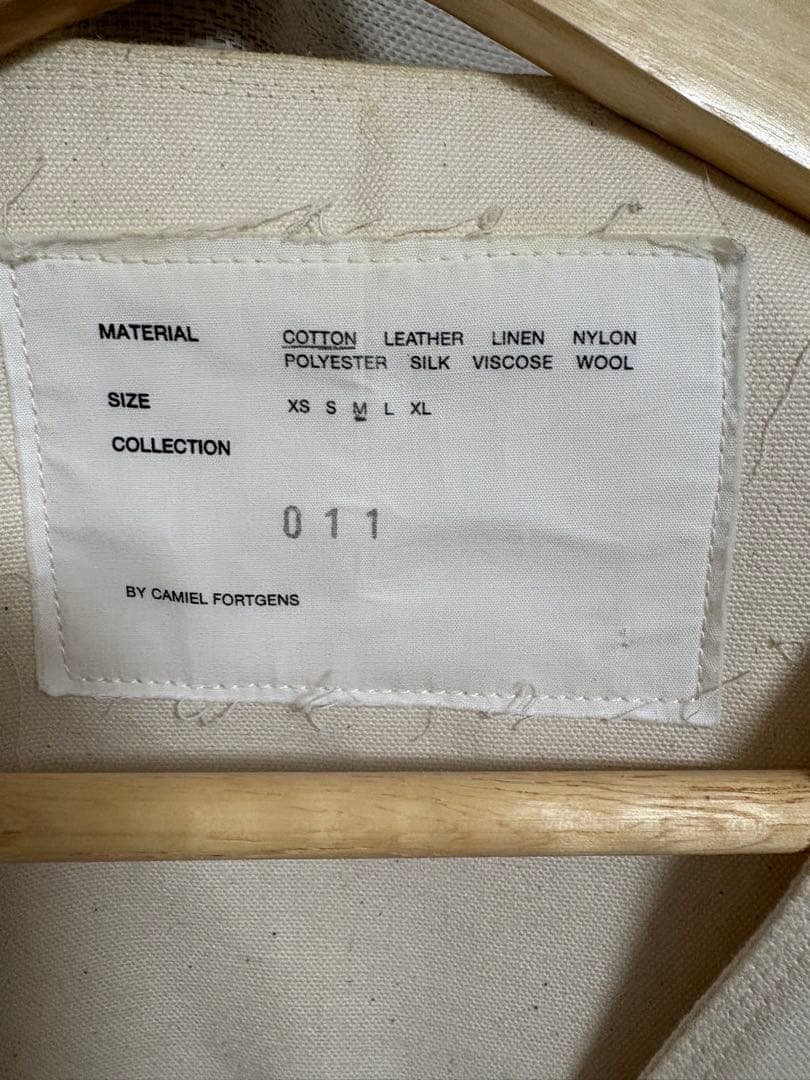 MATERIAL COTTON LEATHER LINEN NYLON
POLYESTER SILK VISCOSE WOOL
SIZE XS S M L XL
COLLECTION
011
BY CAMIEL FORTGENS